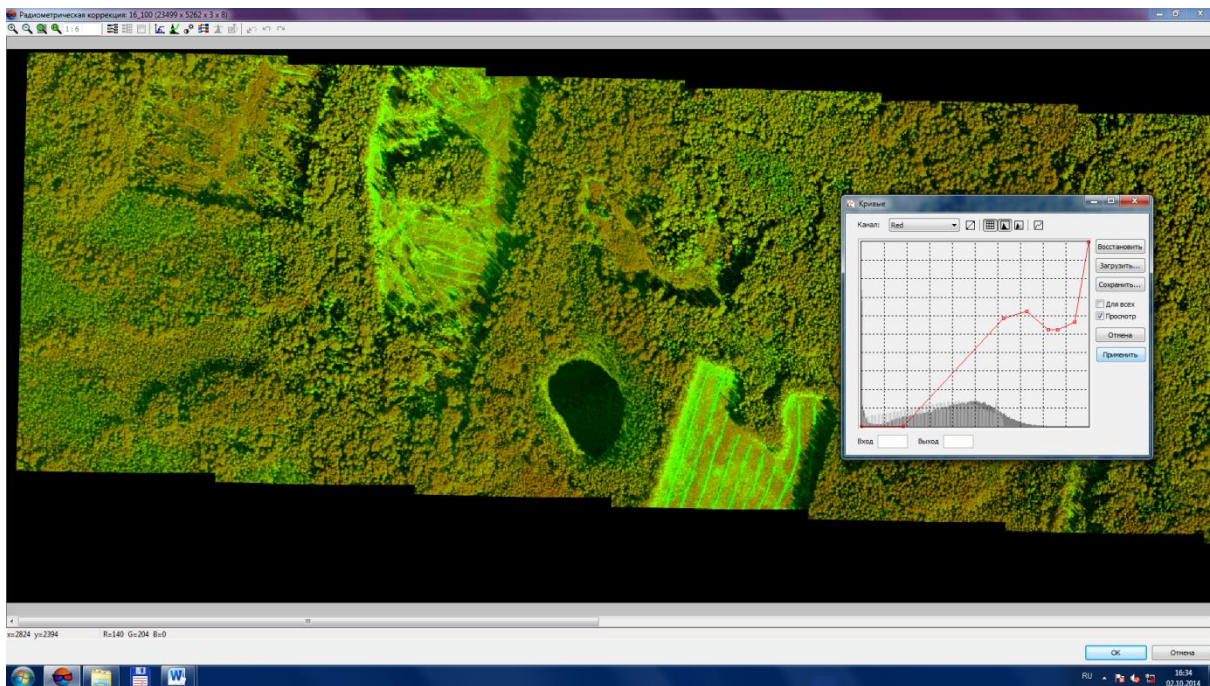 Радиометрическая коррекция: 16_100 (23499 x 5262 x 3 x 8)
1:6
Кривые
Канал: Red
Восстановить
Загрузить...
Сохранить...
Для всех
Просмотр
Отмена
Применить
Вход Выход
x=2824 y=2394 R=140 G=204 B=0
OK Отмена
RU 16:34
02.10.2014